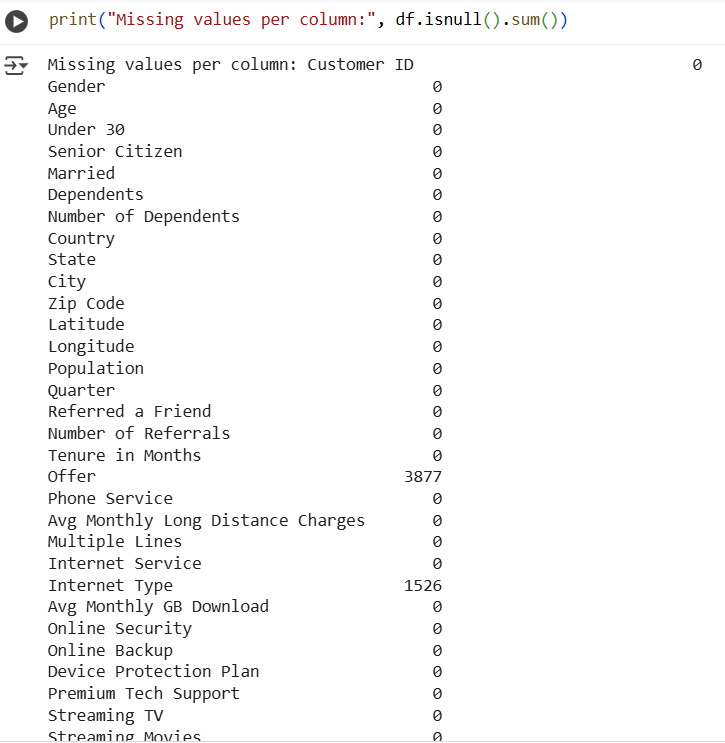 print("Missing values per column:", df.isnull().sum())
Missing values per column: Customer ID 0
Gender 0
Age 0
Under 30 0
Senior Citizen 0
Married 0
Dependents 0
Number of Dependents 0
Country 0
State 0
City 0
Zip Code 0
Latitude 0
Longitude 0
Population 0
Quarter 0
Referred a Friend 0
Number of Referrals 0
Tenure in Months 0
Offer 3877
Phone Service 0
Avg Monthly Long Distance Charges 0
Multiple Lines 0
Internet Service 0
Internet Type 1526
Avg Monthly GB Download 0
Online Security 0
Online Backup 0
Device Protection Plan 0
Premium Tech Support 0
Streaming TV 0
Streaming Movies 0